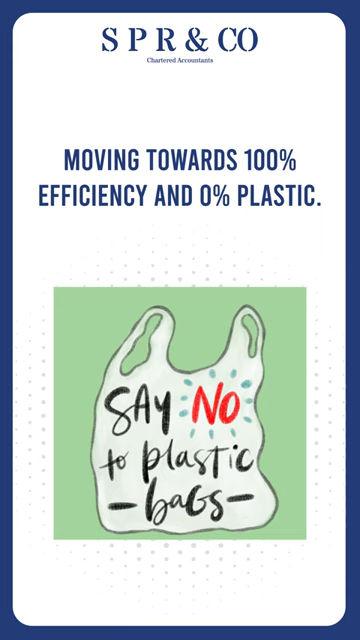 S P R & CO
Chartered Accountants
MOVING TOWARDS 100%
EFFICIENCY AND 0% PLASTIC.
SAY NO
to plastic
— bAGS —